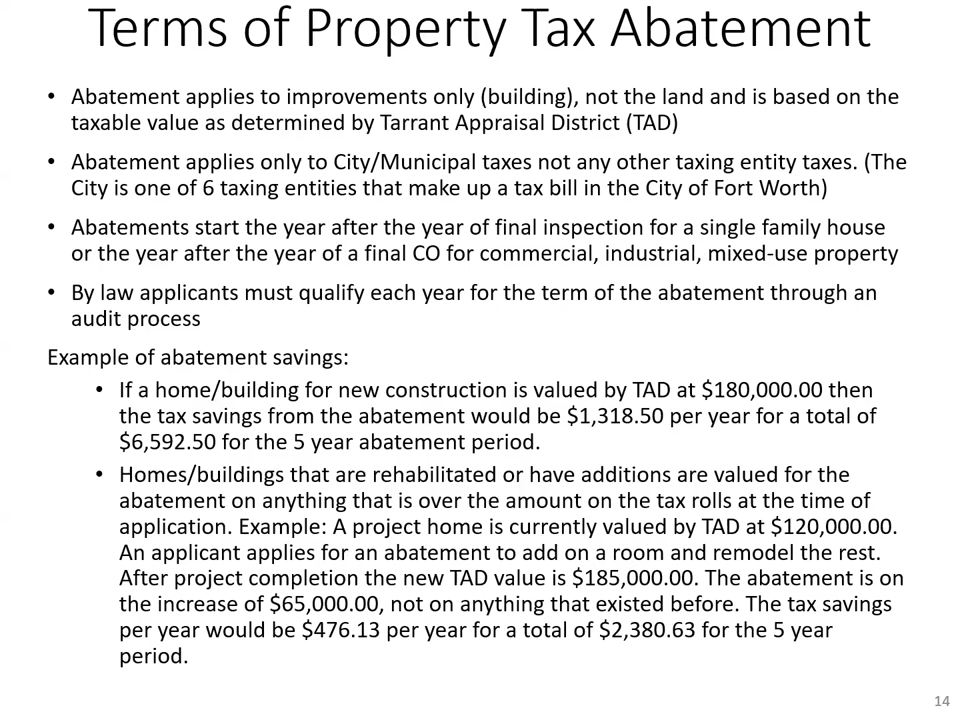 Terms of Property Tax Abatement
• Abatement applies to improvements only (building), not the land and is based on the
taxable value as determined by Tarrant Appraisal District (TAD)
• Abatement applies only to City/Municipal taxes not any other taxing entity taxes. (The
City is one of 6 taxing entities that make up a tax bill in the City of Fort Worth)
• Abatements start the year after the year of final inspection for a single family house
or the year after the year of a final CO for commercial, industrial, mixed-use property
• By law applicants must qualify each year for the term of the abatement through an
audit process
Example of abatement savings:
• If a home/building for new construction is valued by TAD at $180,000.00 then
the tax savings from the abatement would be $1,318.50 per year for a total of
$6,592.50 for the 5 year abatement period.
• Homes/buildings that are rehabilitated or have additions are valued for the
abatement on anything that is over the amount on the tax rolls at the time of
application. Example: A project home is currently valued by TAD at $120,000.00.
An applicant applies for an abatement to add on a room and remodel the rest.
After project completion the new TAD value is $185,000.00. The abatement is on
the increase of $65,000.00, not on anything that existed before. The tax savings
per year would be $476.13 per year for a total of $2,380.63 for the 5 year
period.
14